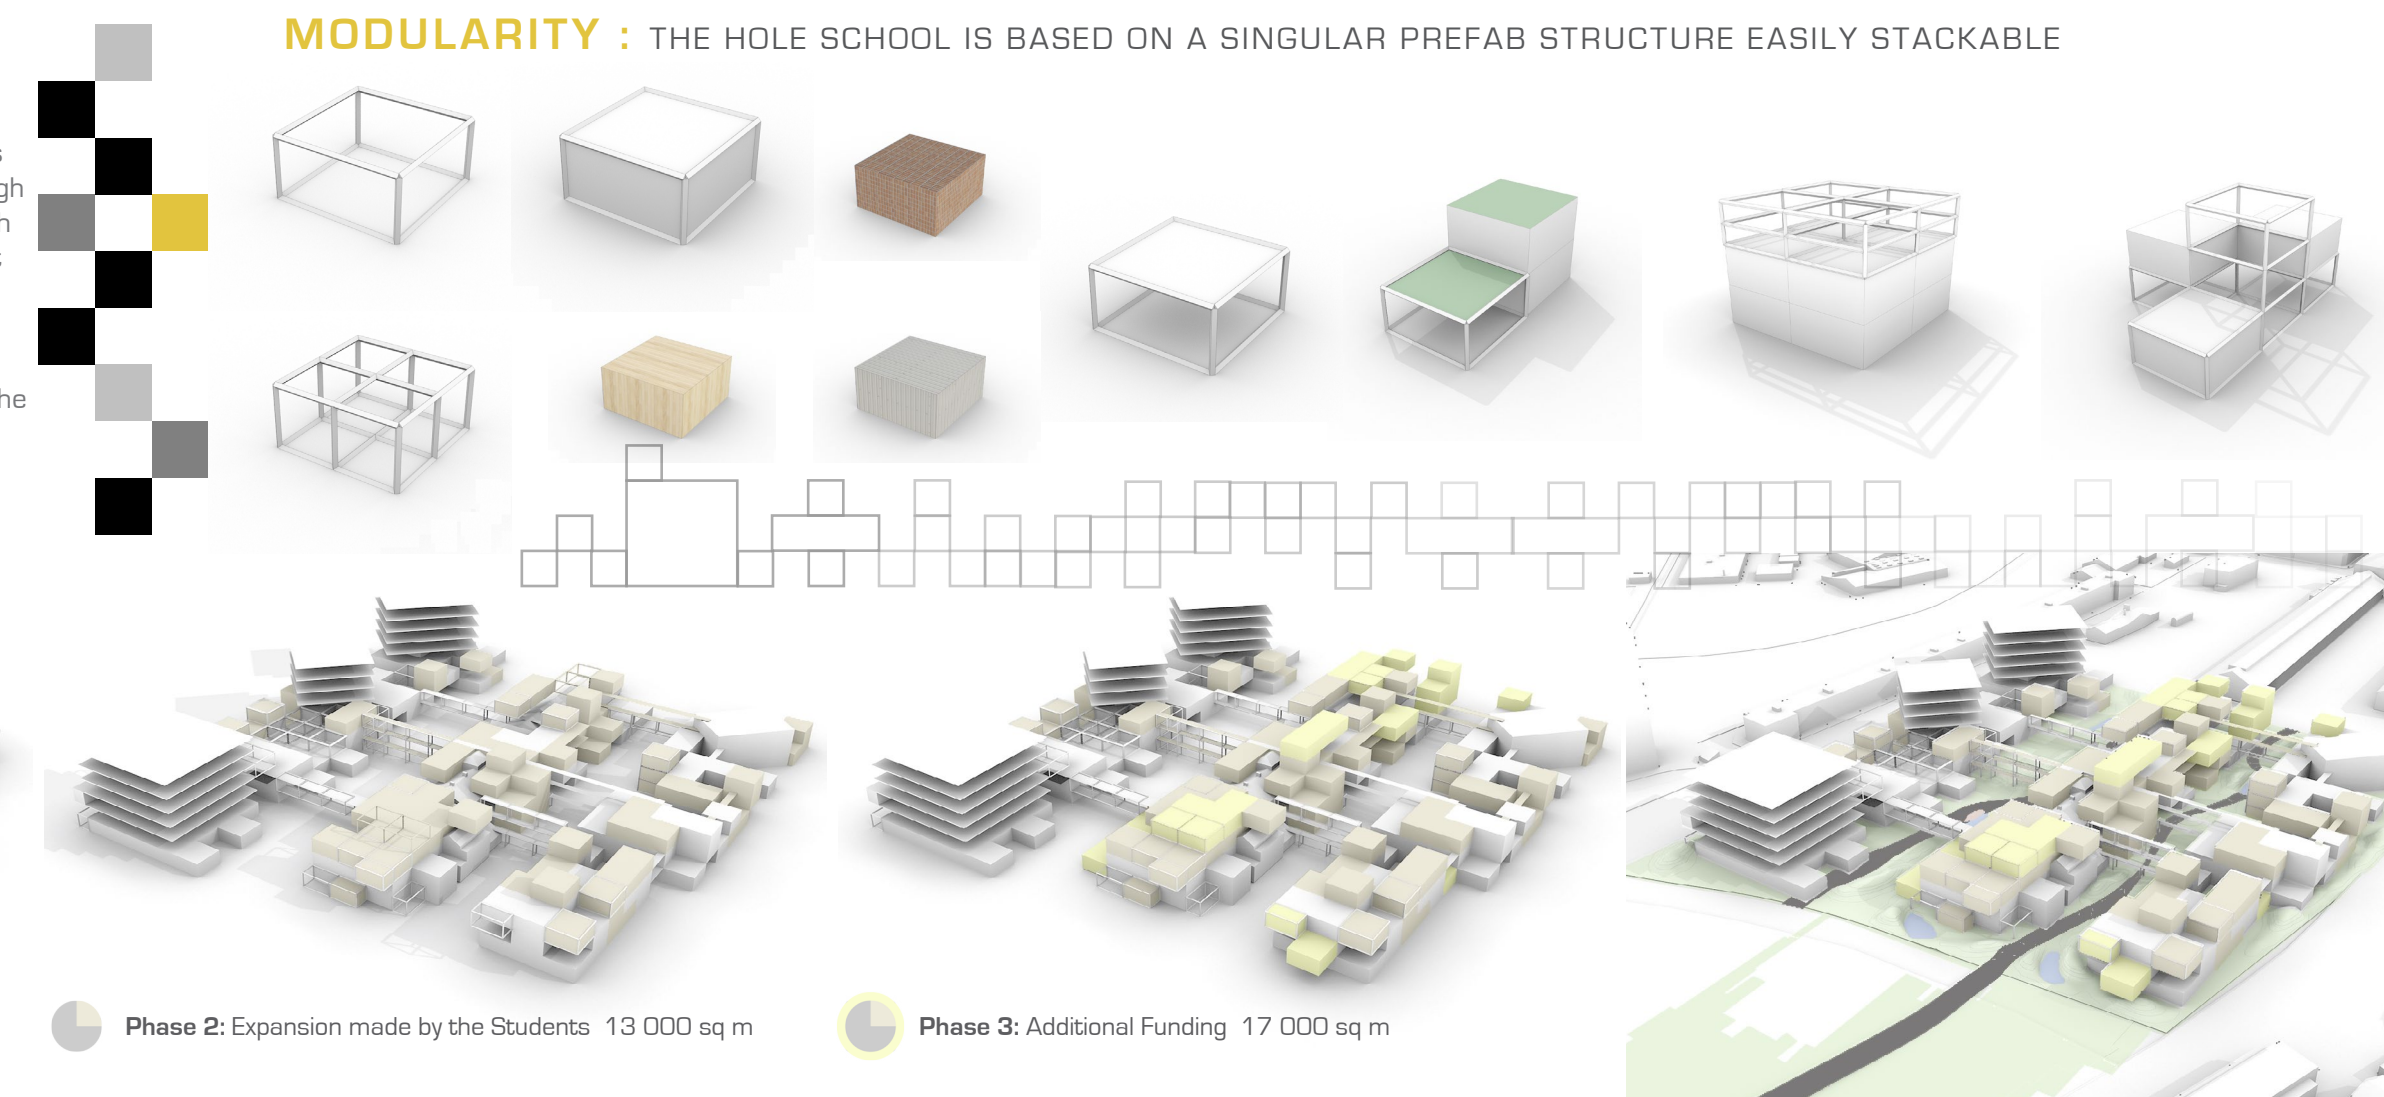 MODULARITY : THE HOLE SCHOOL IS BASED ON A SINGULAR PREFAB STRUCTURE EASILY STACKABLE
Phase 2: Expansion made by the Students 13 000 sq m
Phase 3: Additional Funding 17 000 sq m